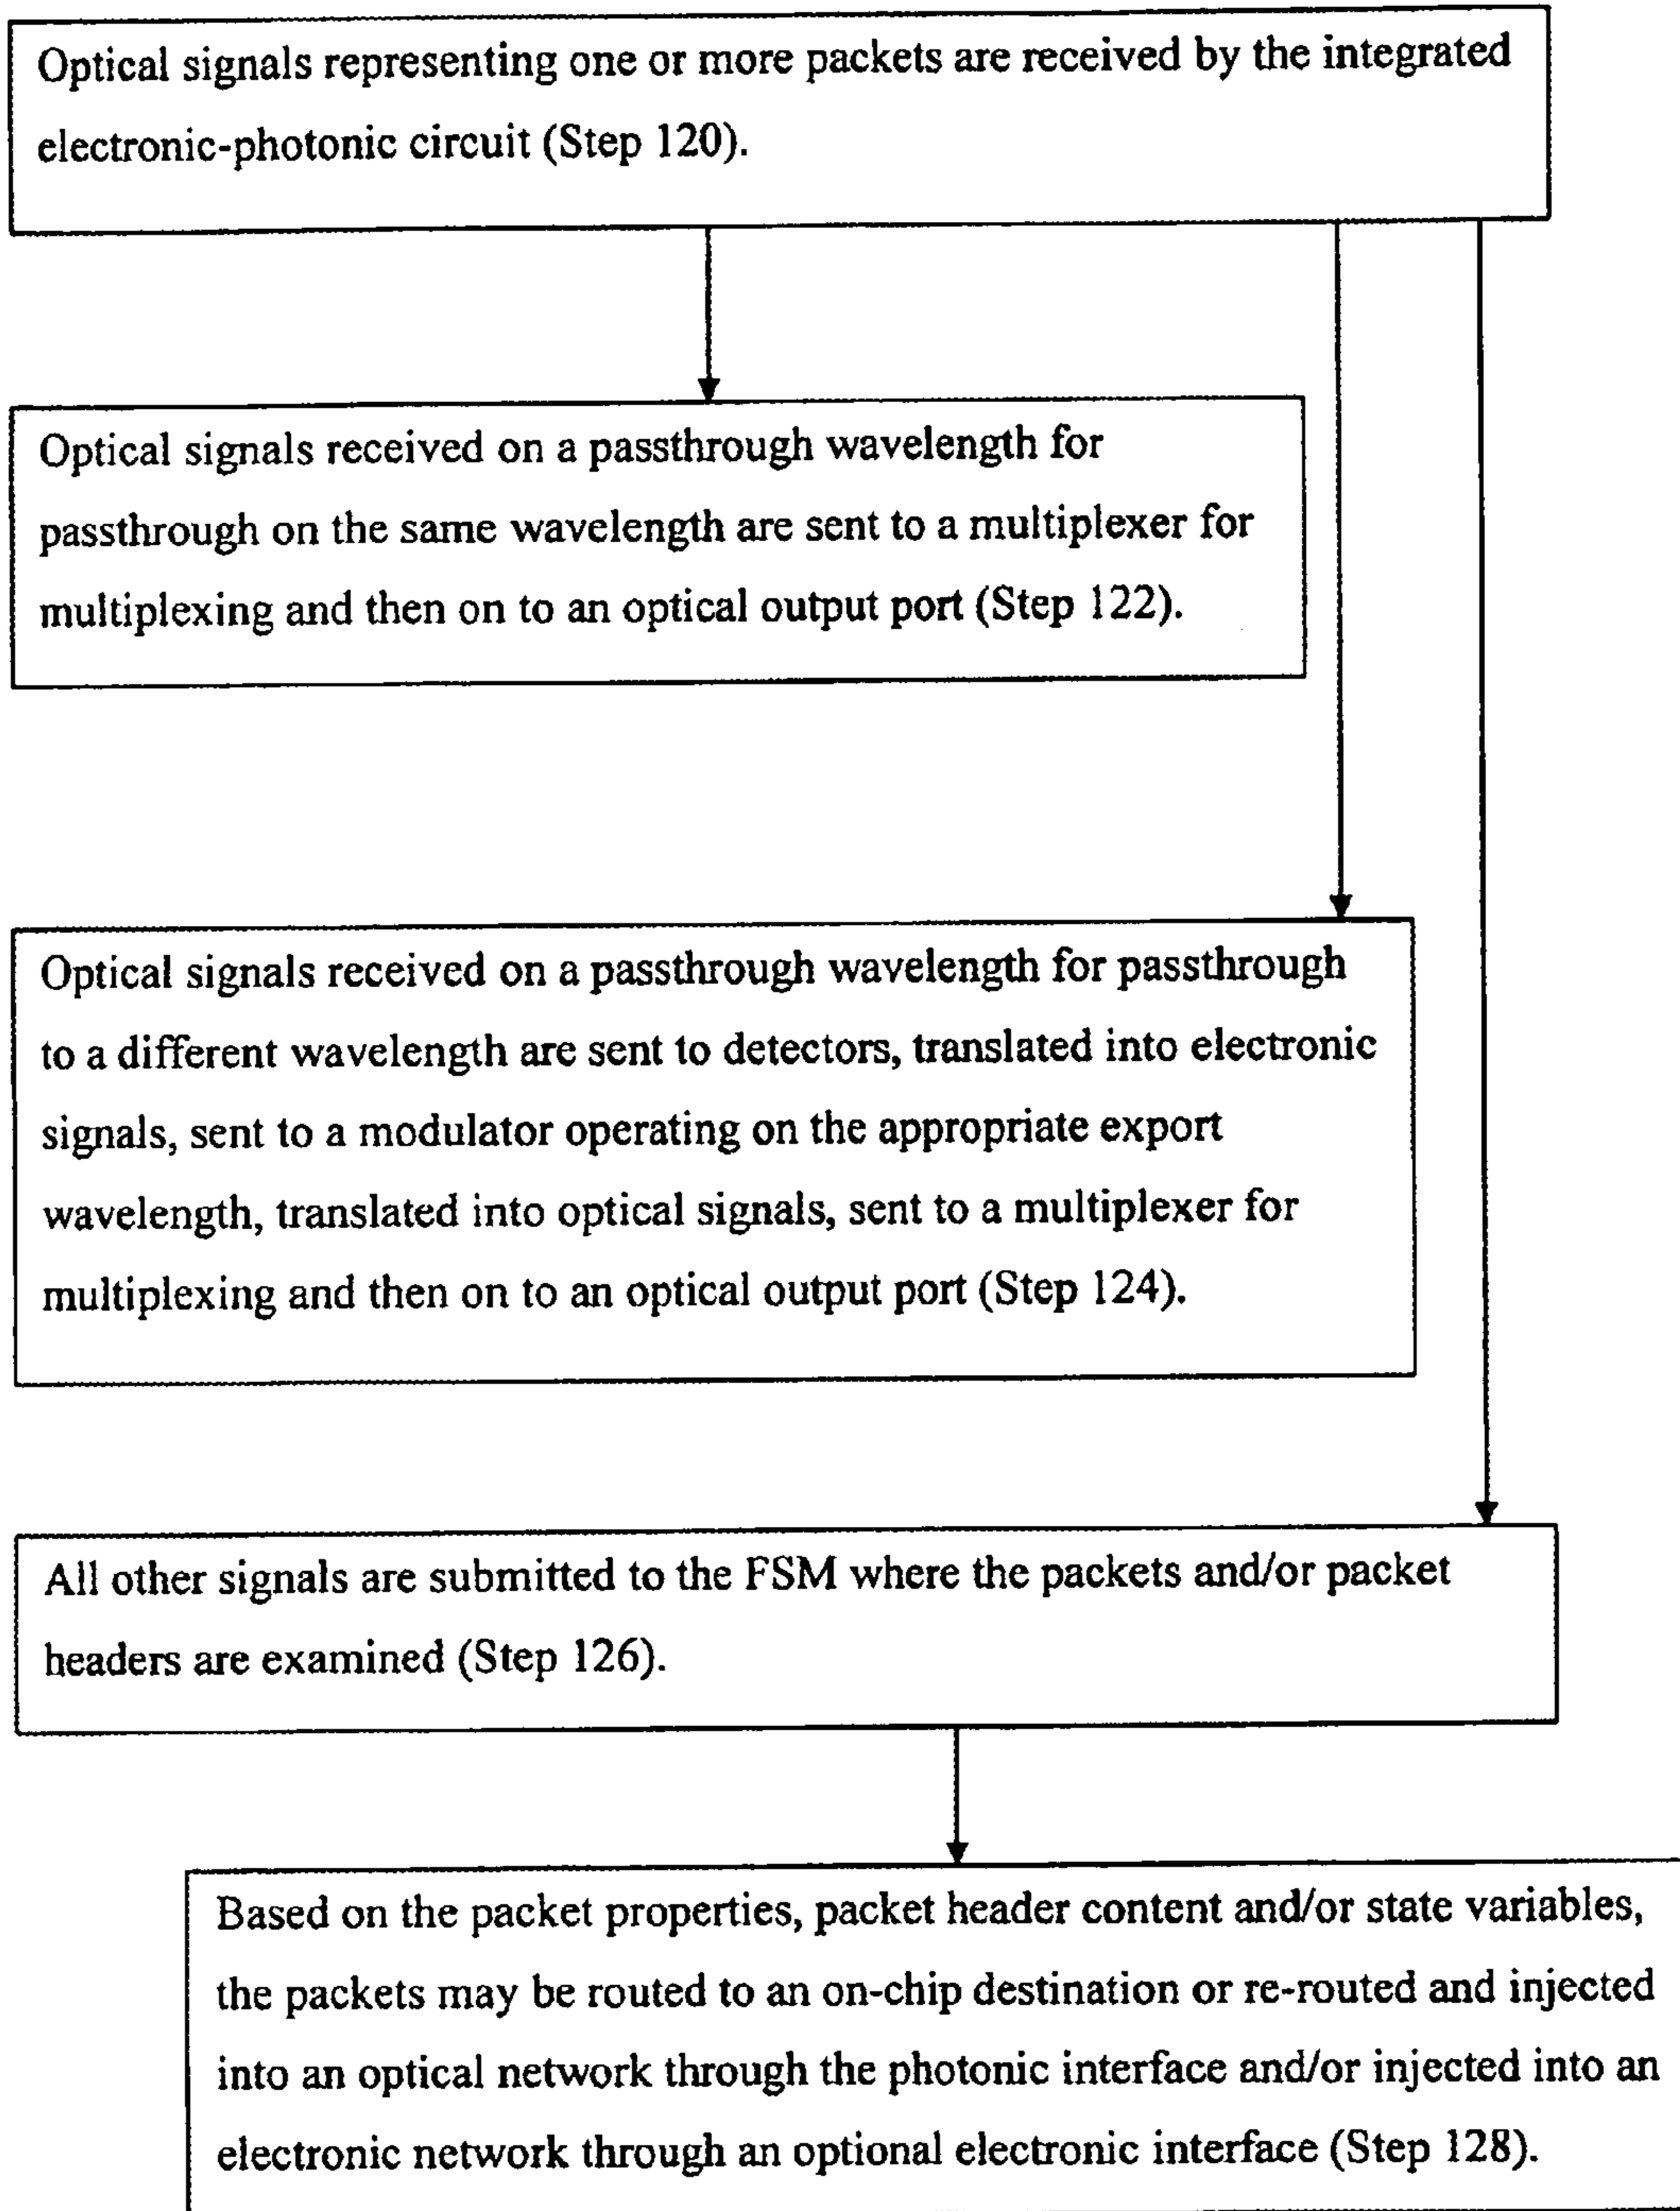 Optical signals representing one or more packets are received by the integrated
electronic-photonic circuit (Step 120).
Optical signals received on a passthrough wavelength for
passthrough on the same wavelength are sent to a multiplexer for
multiplexing and then on to an optical output port (Step 122).
Optical signals received on a passthrough wavelength for passthrough
to a different wavelength are sent to detectors, translated into electronic
signals, sent to a modulator operating on the appropriate export
wavelength, translated into optical signals, sent to a multiplexer for
multiplexing and then on to an optical output port (Step 124).
All other signals are submitted to the FSM where the packets and/or packet
headers are examined (Step 126).
Based on the packet properties, packet header content and/or state variables,
the packets may be routed to an on-chip destination or re-routed and injected
into an optical network through the photonic interface and/or injected into an
electronic network through an optional electronic interface (Step 128).